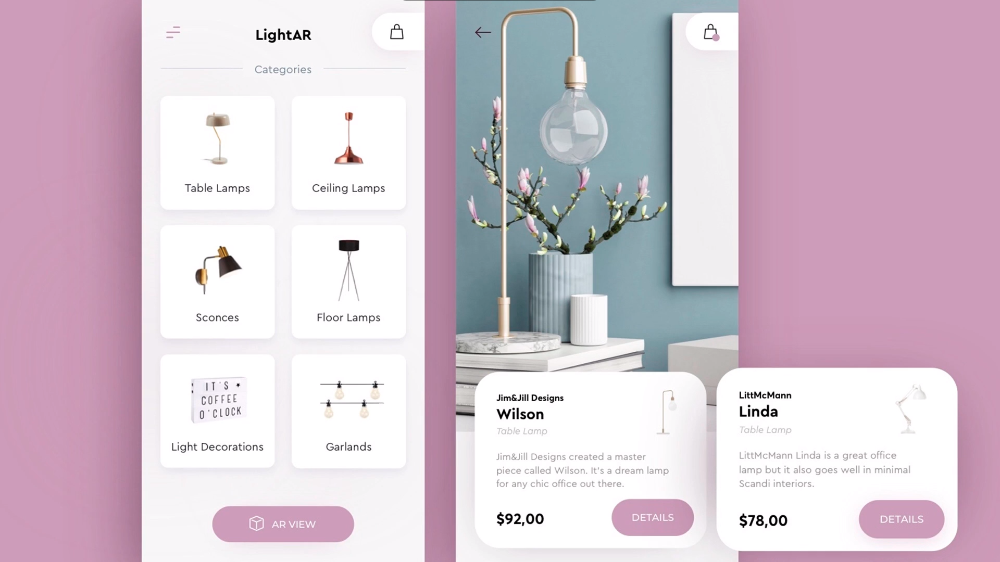 LightAR
Categories
Table Lamps
Ceiling Lamps
Sconces
Floor Lamps
IT'S
COFFEE
O'CLOCK
Light Decorations
Garlands
AR VIEW
Jim&Jill Designs
Wilson
Table Lamp
Jim&Jill Designs created a master
piece called Wilson. It's a dream lamp
for any chic office out there.
$92,00
DETAILS
LittMcMann
Linda
Table Lamp
LittMcMann Linda is a great office
lamp but it also goes well in minimal
Scandi interiors.
$78,00
DETAILS